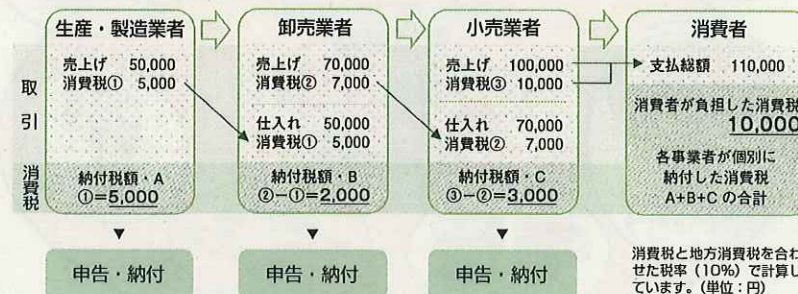 生産・製造業者
卸売業者
小売業者
消費者
取引
消費税
売上げ 50,000
消費税① 5,000
納付税額・A
①=5,000
売上げ 70,000
消費税② 7,000
仕入れ 50,000
消費税① 5,000
納付税額・B
②−①=2,000
売上げ 100,000
消費税③ 10,000
仕入れ 70,000
消費税② 7,000
納付税額・C
③−②=3,000
支払総額 110,000
消費者が負担した消費税
10,000
各事業者が個別に
納付した消費税
A+B+C の合計
▼
▼
▼
申告・納付
申告・納付
申告・納付
消費税と地方消費税を合わ
せた税率（10%）で計算し
ています。（単位：円）